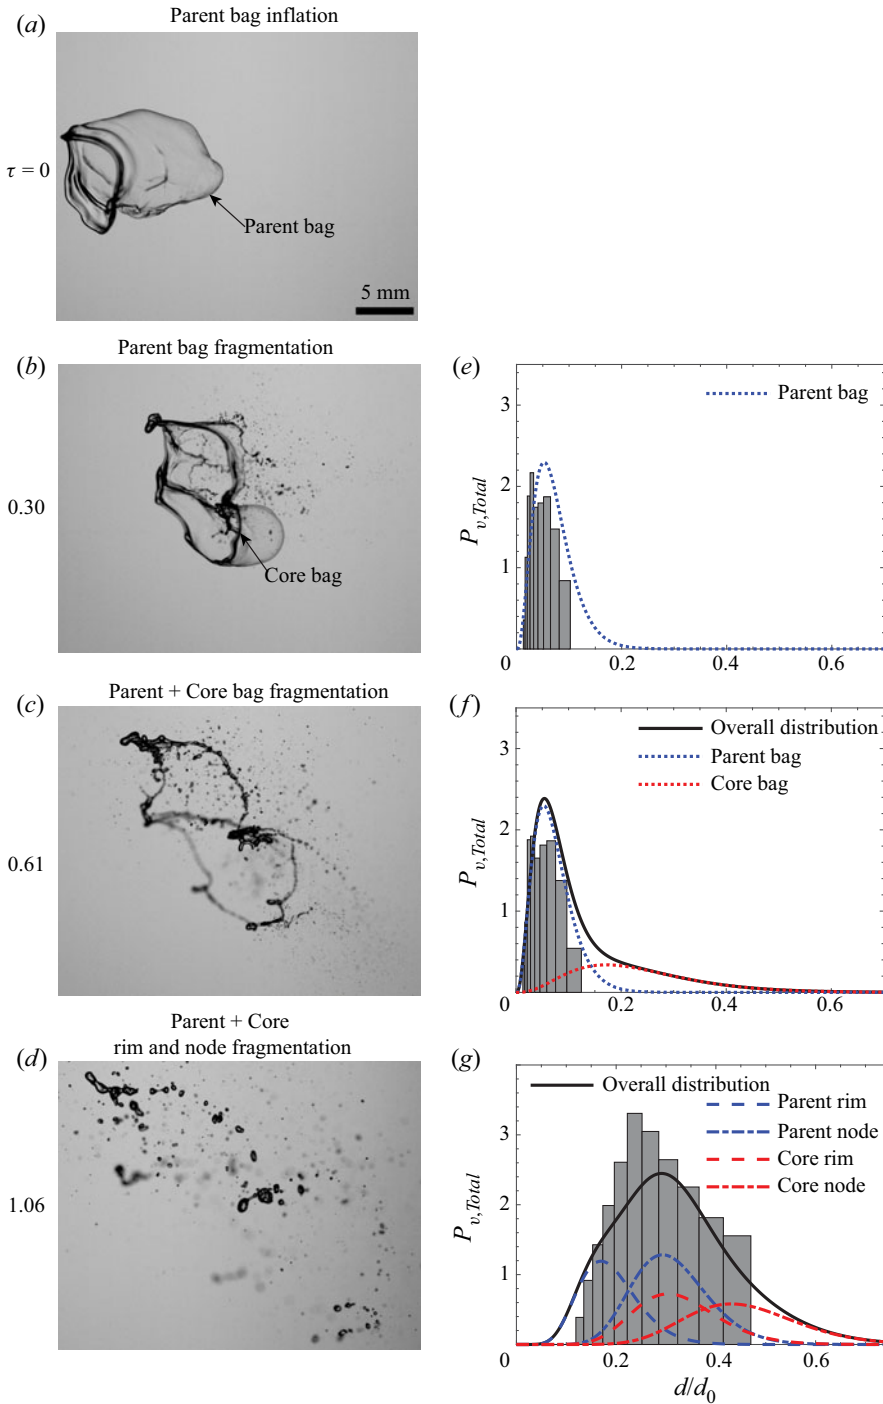 (a)
Parent bag inflation
τ = 0
Parent bag
5 mm
(b)
Parent bag fragmentation
0.30
Core bag
(e)
3
2
1
0
0.2
0.4
0.6
P_{v,Total}
Parent bag
(c)
Parent + Core bag fragmentation
0.61
(f)
3
2
1
0
0.2
0.4
0.6
P_{v,Total}
Overall distribution
Parent bag
Core bag
(d)
Parent + Core
rim and node fragmentation
1.06
(g)
3
2
1
0
0.2
0.4
0.6
P_{v,Total}
d/d_0
Overall distribution
Parent rim
Parent node
Core rim
Core node